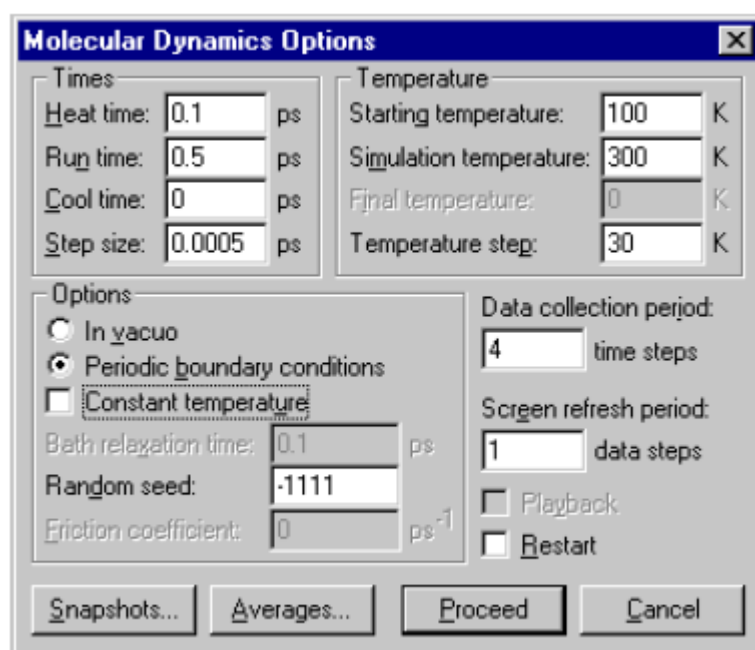 Molecular Dynamics Options
Times
Heat time: 0.1 ps
Run time: 0.5 ps
Cool time: 0 ps
Step size: 0.0005 ps
Temperature
Starting temperature: 100 K
Simulation temperature: 300 K
Final temperature: 0 K
Temperature step: 30 K
Options
In vacuo
Periodic boundary conditions
Constant temperature
Bath relaxation time: 0.1 ps
Random seed: -1111
Friction coefficient: 0 ps-1
Data collection period:
4 time steps
Screen refresh period:
1 data steps
Playback
Restart
Snapshots... Averages... Proceed Cancel